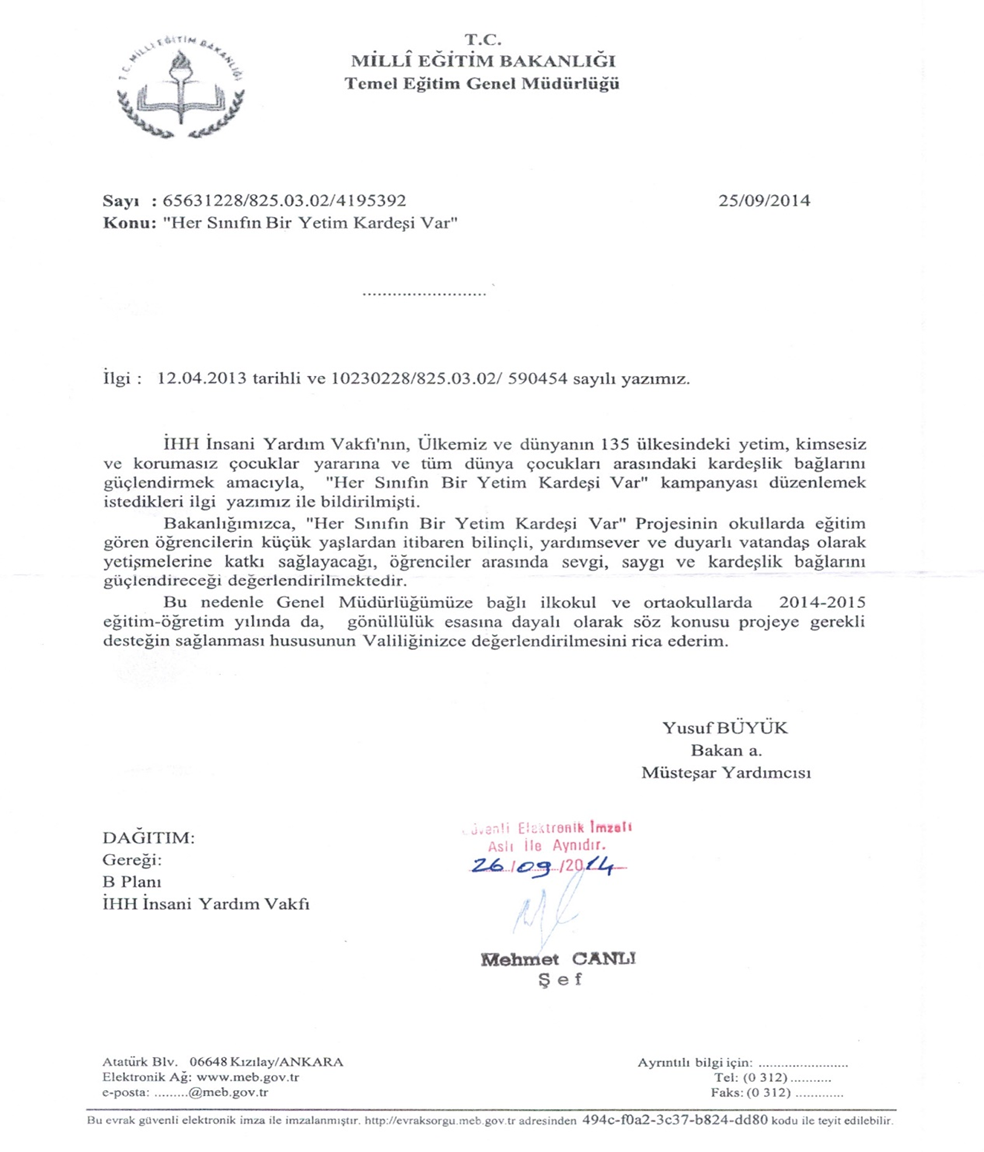 T.C. MİLLÎ EĞİTİM BAKANLIĞI
T.C.
MİLLÎ EĞİTİM BAKANLIĞI
Temel Eğitim Genel Müdürlüğü
Sayı : 65631228/825.03.02/4195392 25/09/2014
Konu: "Her Sınıfın Bir Yetim Kardeşi Var"
.........................
İlgi : 12.04.2013 tarihli ve 10230228/825.03.02/ 590454 sayılı yazımız.
İHH İnsani Yardım Vakfı'nın, Ülkemiz ve dünyanın 135 ülkesindeki yetim, kimsesiz
ve korumasız çocuklar yararına ve tüm dünya çocukları arasındaki kardeşlik bağlarını
güçlendirmek amacıyla, "Her Sınıfın Bir Yetim Kardeşi Var" kampanyası düzenlemek
istedikleri ilgi yazımız ile bildirilmişti.
Bakanlığımızca, "Her Sınıfın Bir Yetim Kardeşi Var" Projesinin okullarda eğitim
gören öğrencilerin küçük yaşlardan itibaren bilinçli, yardımsever ve duyarlı vatandaş olarak
yetişmelerine katkı sağlayacağı, öğrenciler arasında sevgi, saygı ve kardeşlik bağlarını
güçlendireceği değerlendirilmektedir.
Bu nedenle Genel Müdürlüğümüze bağlı ilkokul ve ortaokullarda 2014-2015
eğitim-öğretim yılında da, gönüllülük esasına dayalı olarak söz konusu projeye gerekli
desteğin sağlanması hususunun Valiliğinizce değerlendirilmesini rica ederim.
Yusuf BÜYÜK
Bakan a.
Müsteşar Yardımcısı
DAĞITIM:
Gereği:
B Planı
İHH İnsani Yardım Vakfı
Güvenli Elektronik İmzalı
Aslı İle Aynıdır.
26/09/2014
Mehmet CANLI
Şef
Atatürk Blv. 06648 Kızılay/ANKARA
Elektronik Ağ: www.meb.gov.tr
e-posta: .........@meb.gov.tr
Ayrıntılı bilgi için: ........................
Tel: (0 312) ...........
Faks: (0 312) .............
Bu evrak güvenli elektronik imza ile imzalanmıştır. http://evraksorgu.meb.gov.tr adresinden 494c-f0a2-3c37-b824-dd80 kodu ile teyit edilebilir.